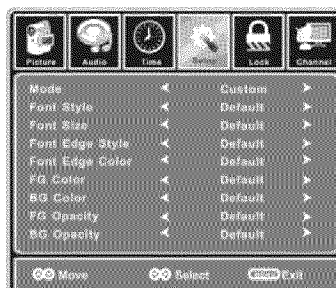 Picture Audio Time Setup Lock Channel
Mode Custom
Font Style Default
Font Size Default
Font Edge Style Default
Font Edge Color Default
FG Color Default
BG Color Default
FG Opacity Default
BG Opacity Default
Move Select Exit